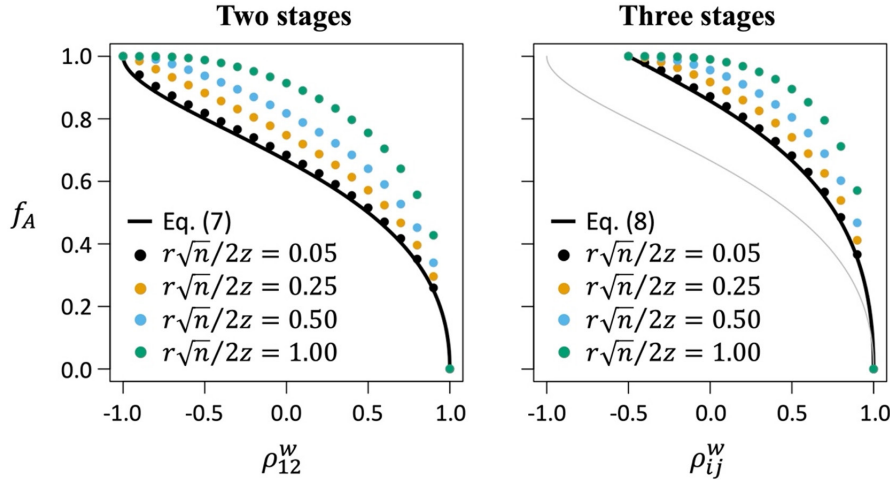 Two stages
Three stages
f_A
1.0
0.8
0.6
0.4
0.2
0.0
Eq. (7)
r√n/2z = 0.05
r√n/2z = 0.25
r√n/2z = 0.50
r√n/2z = 1.00
-1.0 -0.5 0.0 0.5 1.0
ρ₁₂ʷ
Eq. (8)
r√n/2z = 0.05
r√n/2z = 0.25
r√n/2z = 0.50
r√n/2z = 1.00
-1.0 -0.5 0.0 0.5 1.0
ρᵢⱼʷ